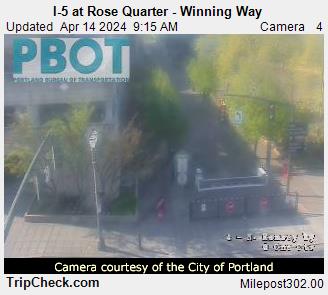 I-5 at Rose Quarter - Winning Way
Updated Apr 14 2024 9:15 AM Camera 4
PBOT
PORTLAND BUREAU OF TRANSPORTATION
Camera courtesy of the City of Portland
TripCheck.com Milepost302.00